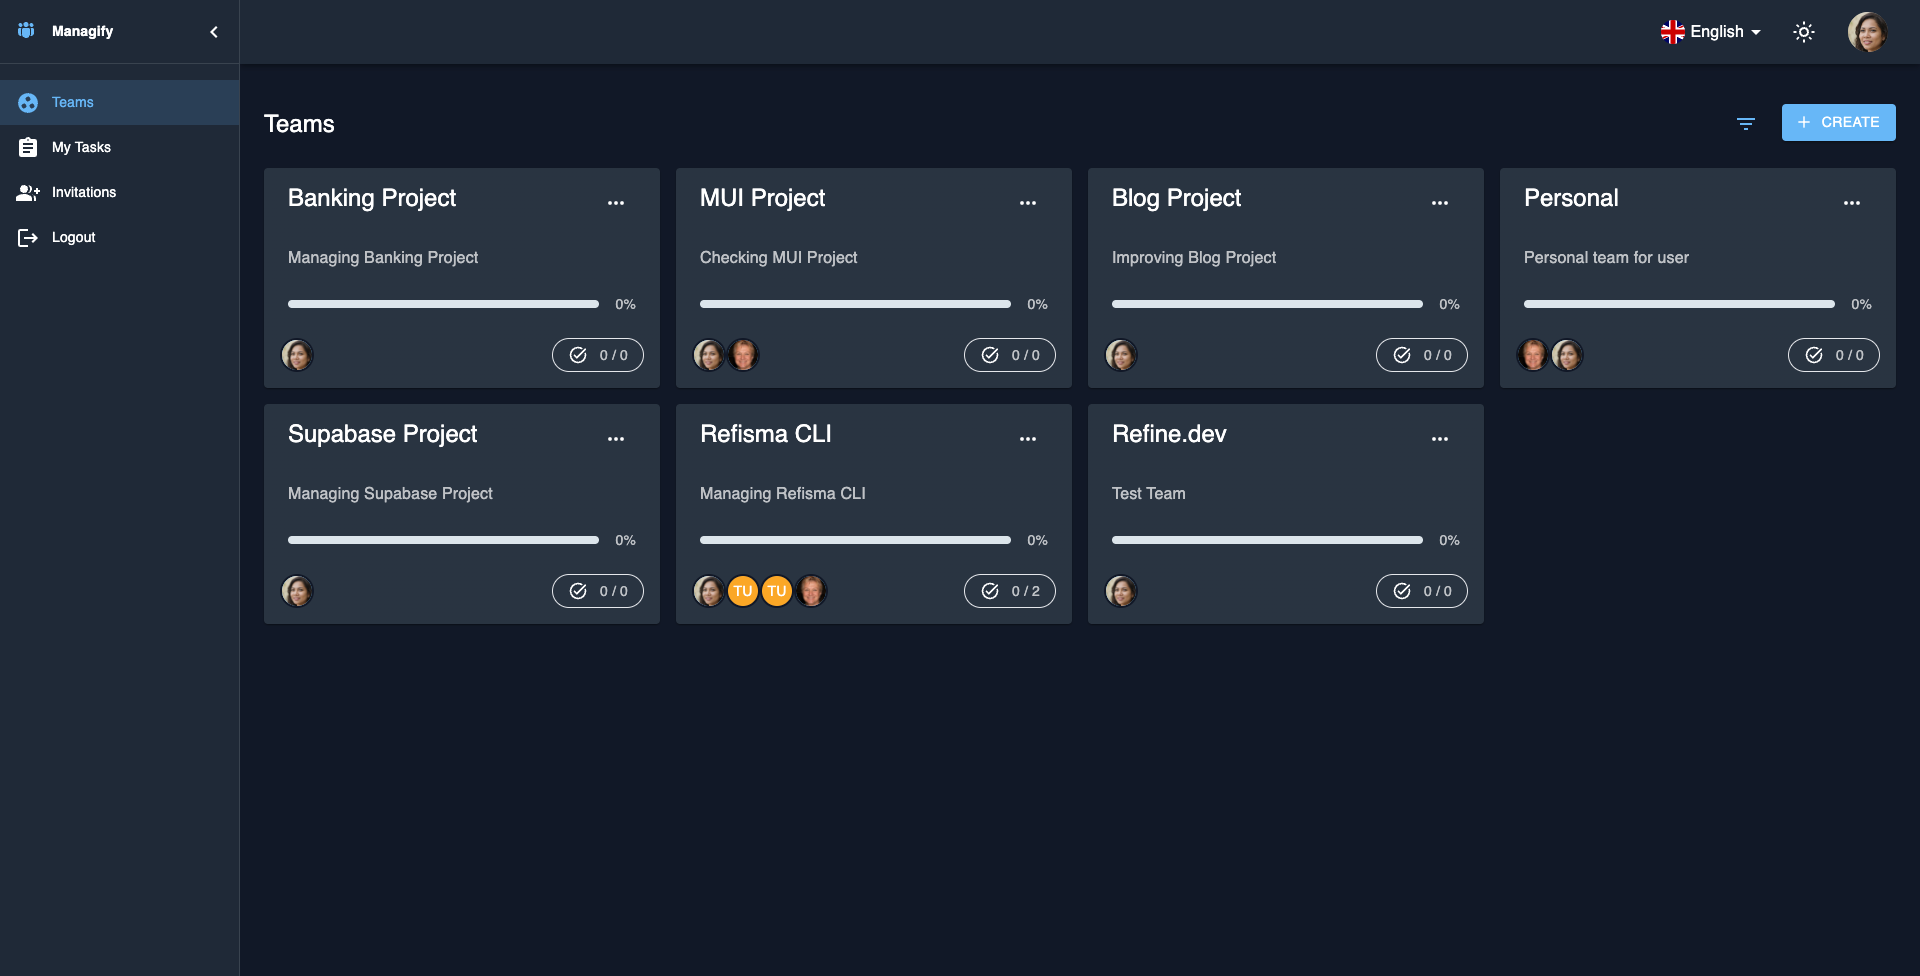 Managify
English
Teams
My Tasks
Invitations
Logout
Teams
CREATE
Banking Project
Managing Banking Project
0%
0 / 0
MUI Project
Checking MUI Project
0%
0 / 0
Blog Project
Improving Blog Project
0%
0 / 0
Personal
Personal team for user
0%
0 / 0
Supabase Project
Managing Supabase Project
0%
0 / 0
Refisma CLI
Managing Refisma CLI
0%
TU TU
0 / 2
Refine.dev
Test Team
0%
0 / 0